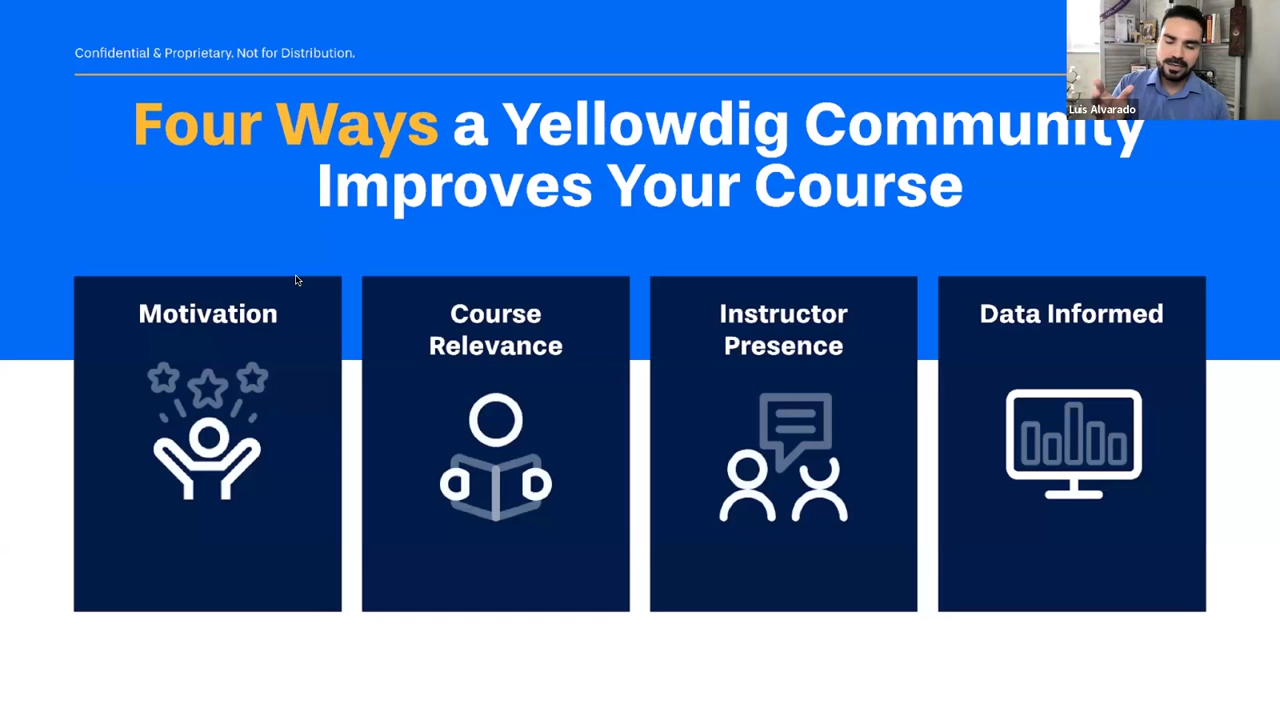 Confidential & Proprietary. Not for Distribution.
Luis Alvarado
Four Ways a Yellowdig Community
Improves Your Course
Motivation
Course
Relevance
Instructor
Presence
Data Informed